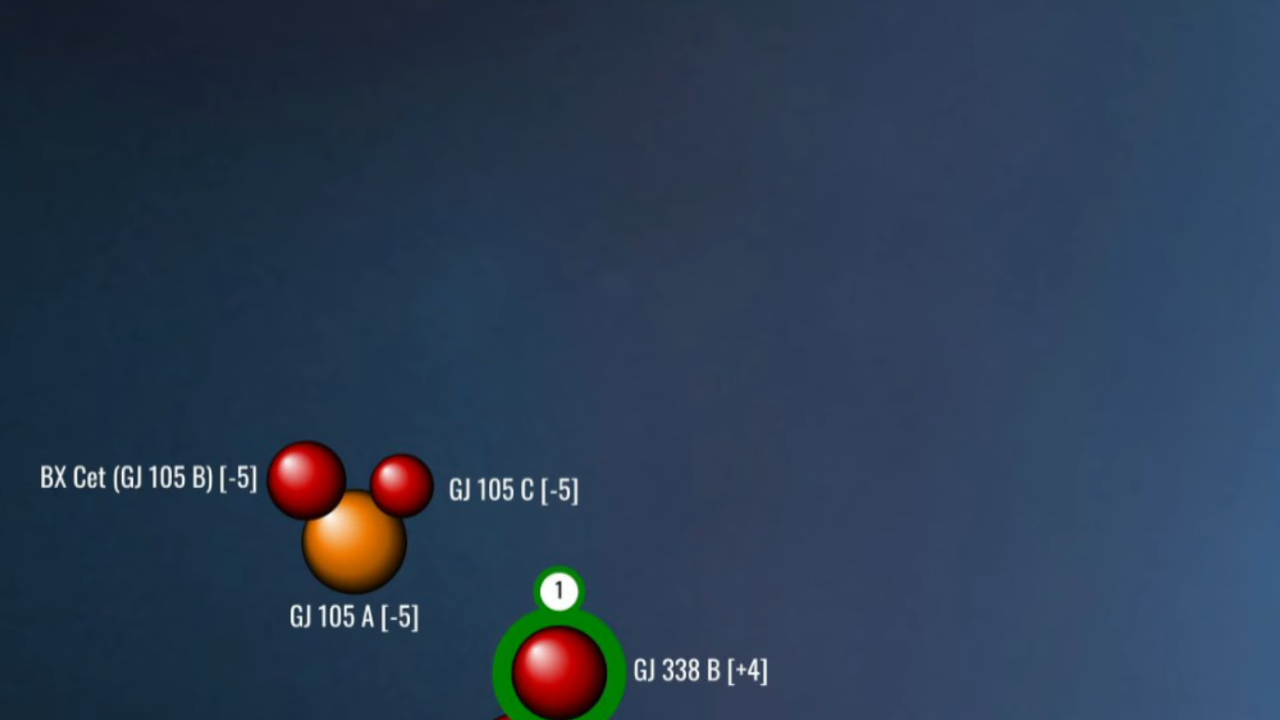 BX Cet (GJ 105 B) [-5]
GJ 105 C [-5]
GJ 105 A [-5]
1
GJ 338 B [+4]